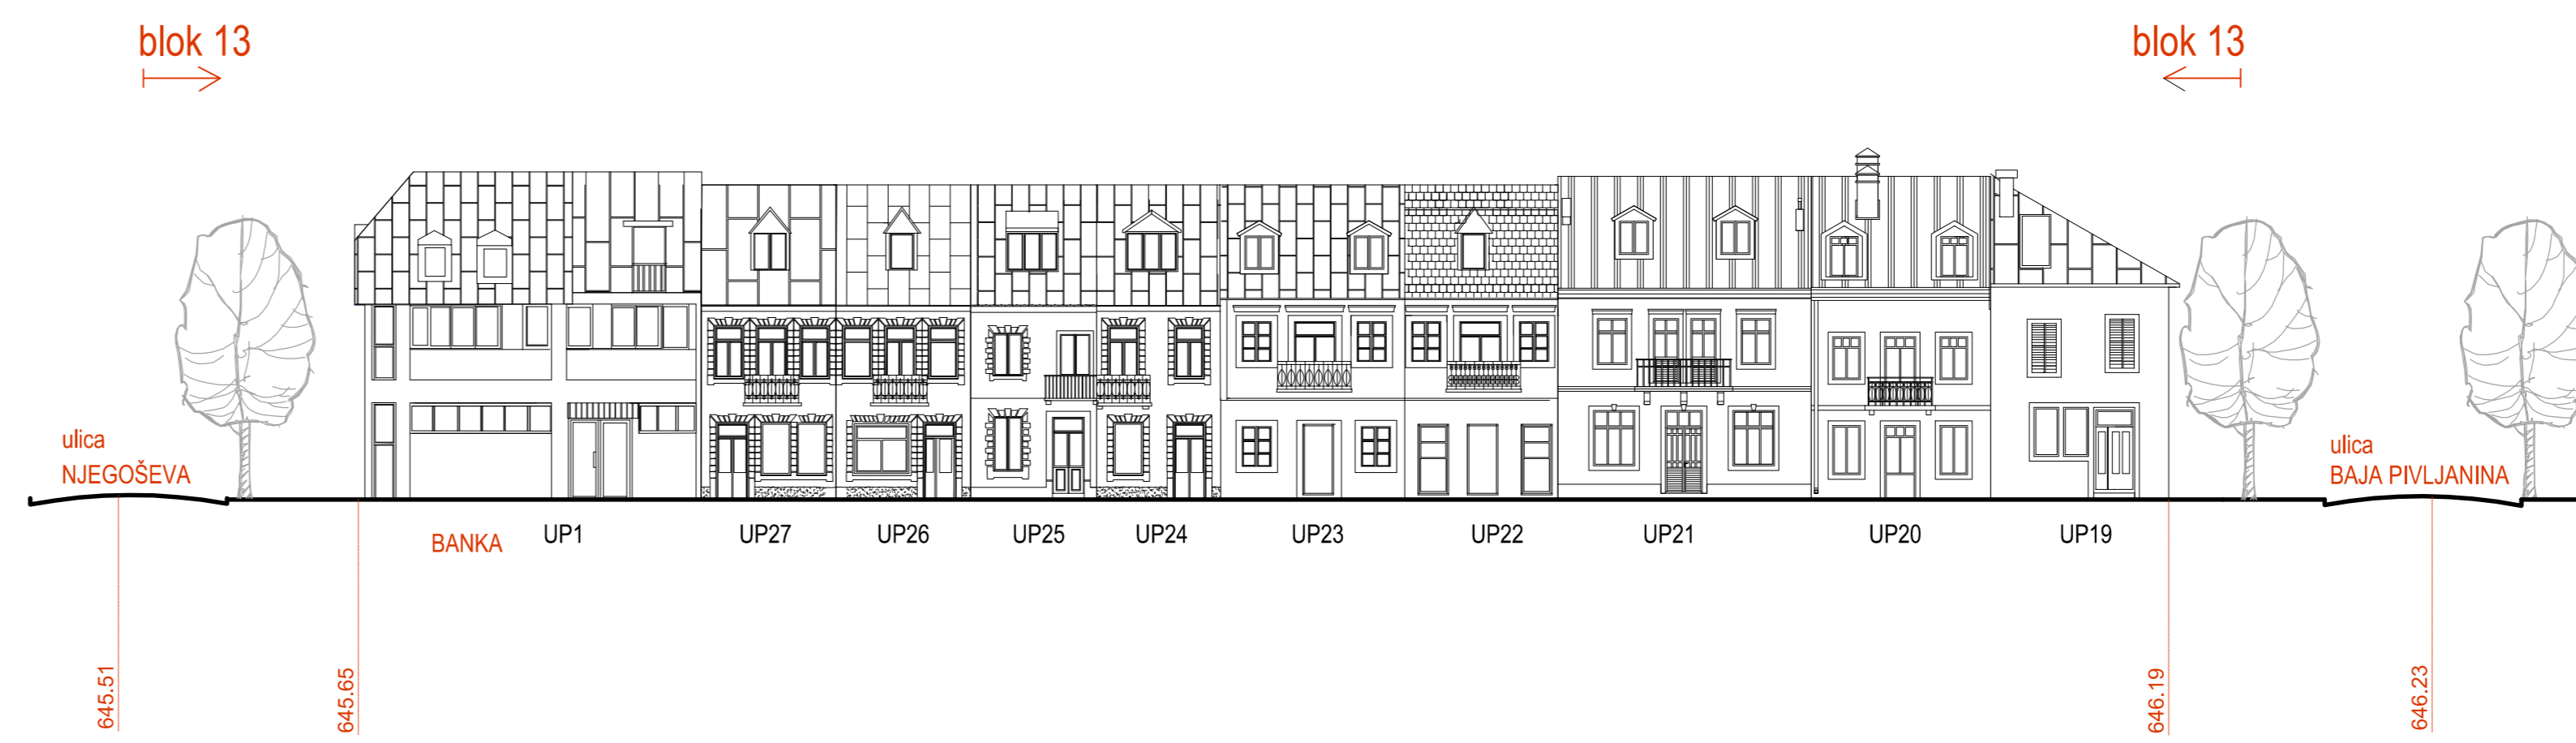 blok 13
blok 13
ulica
NJEGOŠEVA
ulica
BAJA PIVLJANINA
BANKA
UP1
UP27
UP26
UP25
UP24
UP23
UP22
UP21
UP20
UP19
645.51
645.65
646.19
646.23